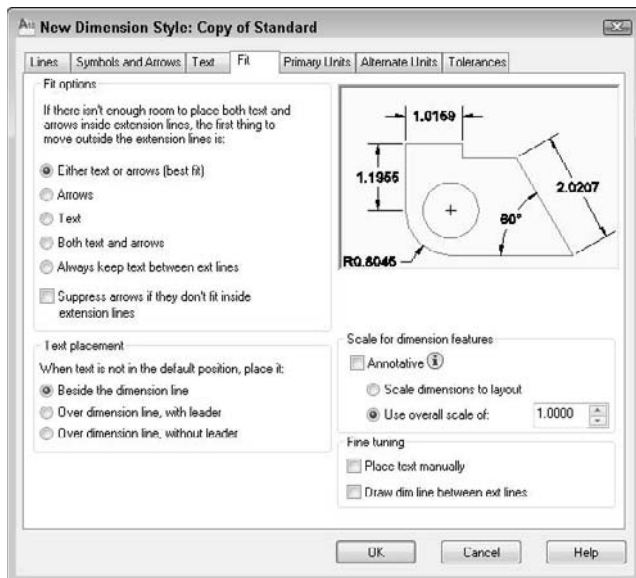 New Dimension Style: Copy of Standard
Lines
Symbols and Arrows
Text
Fit
Primary Units
Alternate Units
Tolerances
Fit options
If there isn't enough room to place both text and
arrows inside extension lines, the first thing to
move outside the extension lines is:
Either text or arrows (best fit)
Arrows
Text
Both text and arrows
Always keep text between ext lines
Suppress arrows if they don't fit inside
extension lines
Text placement
When text is not in the default position, place it:
Beside the dimension line
Over dimension line, with leader
Over dimension line, without leader
1.0159
1.1955
2.0207
60°
R0.8045
Scale for dimension features
Annotative
Scale dimensions to layout
Use overall scale of:
1.0000
Fine tuning
Place text manually
Draw dim line between ext lines
OK
Cancel
Help